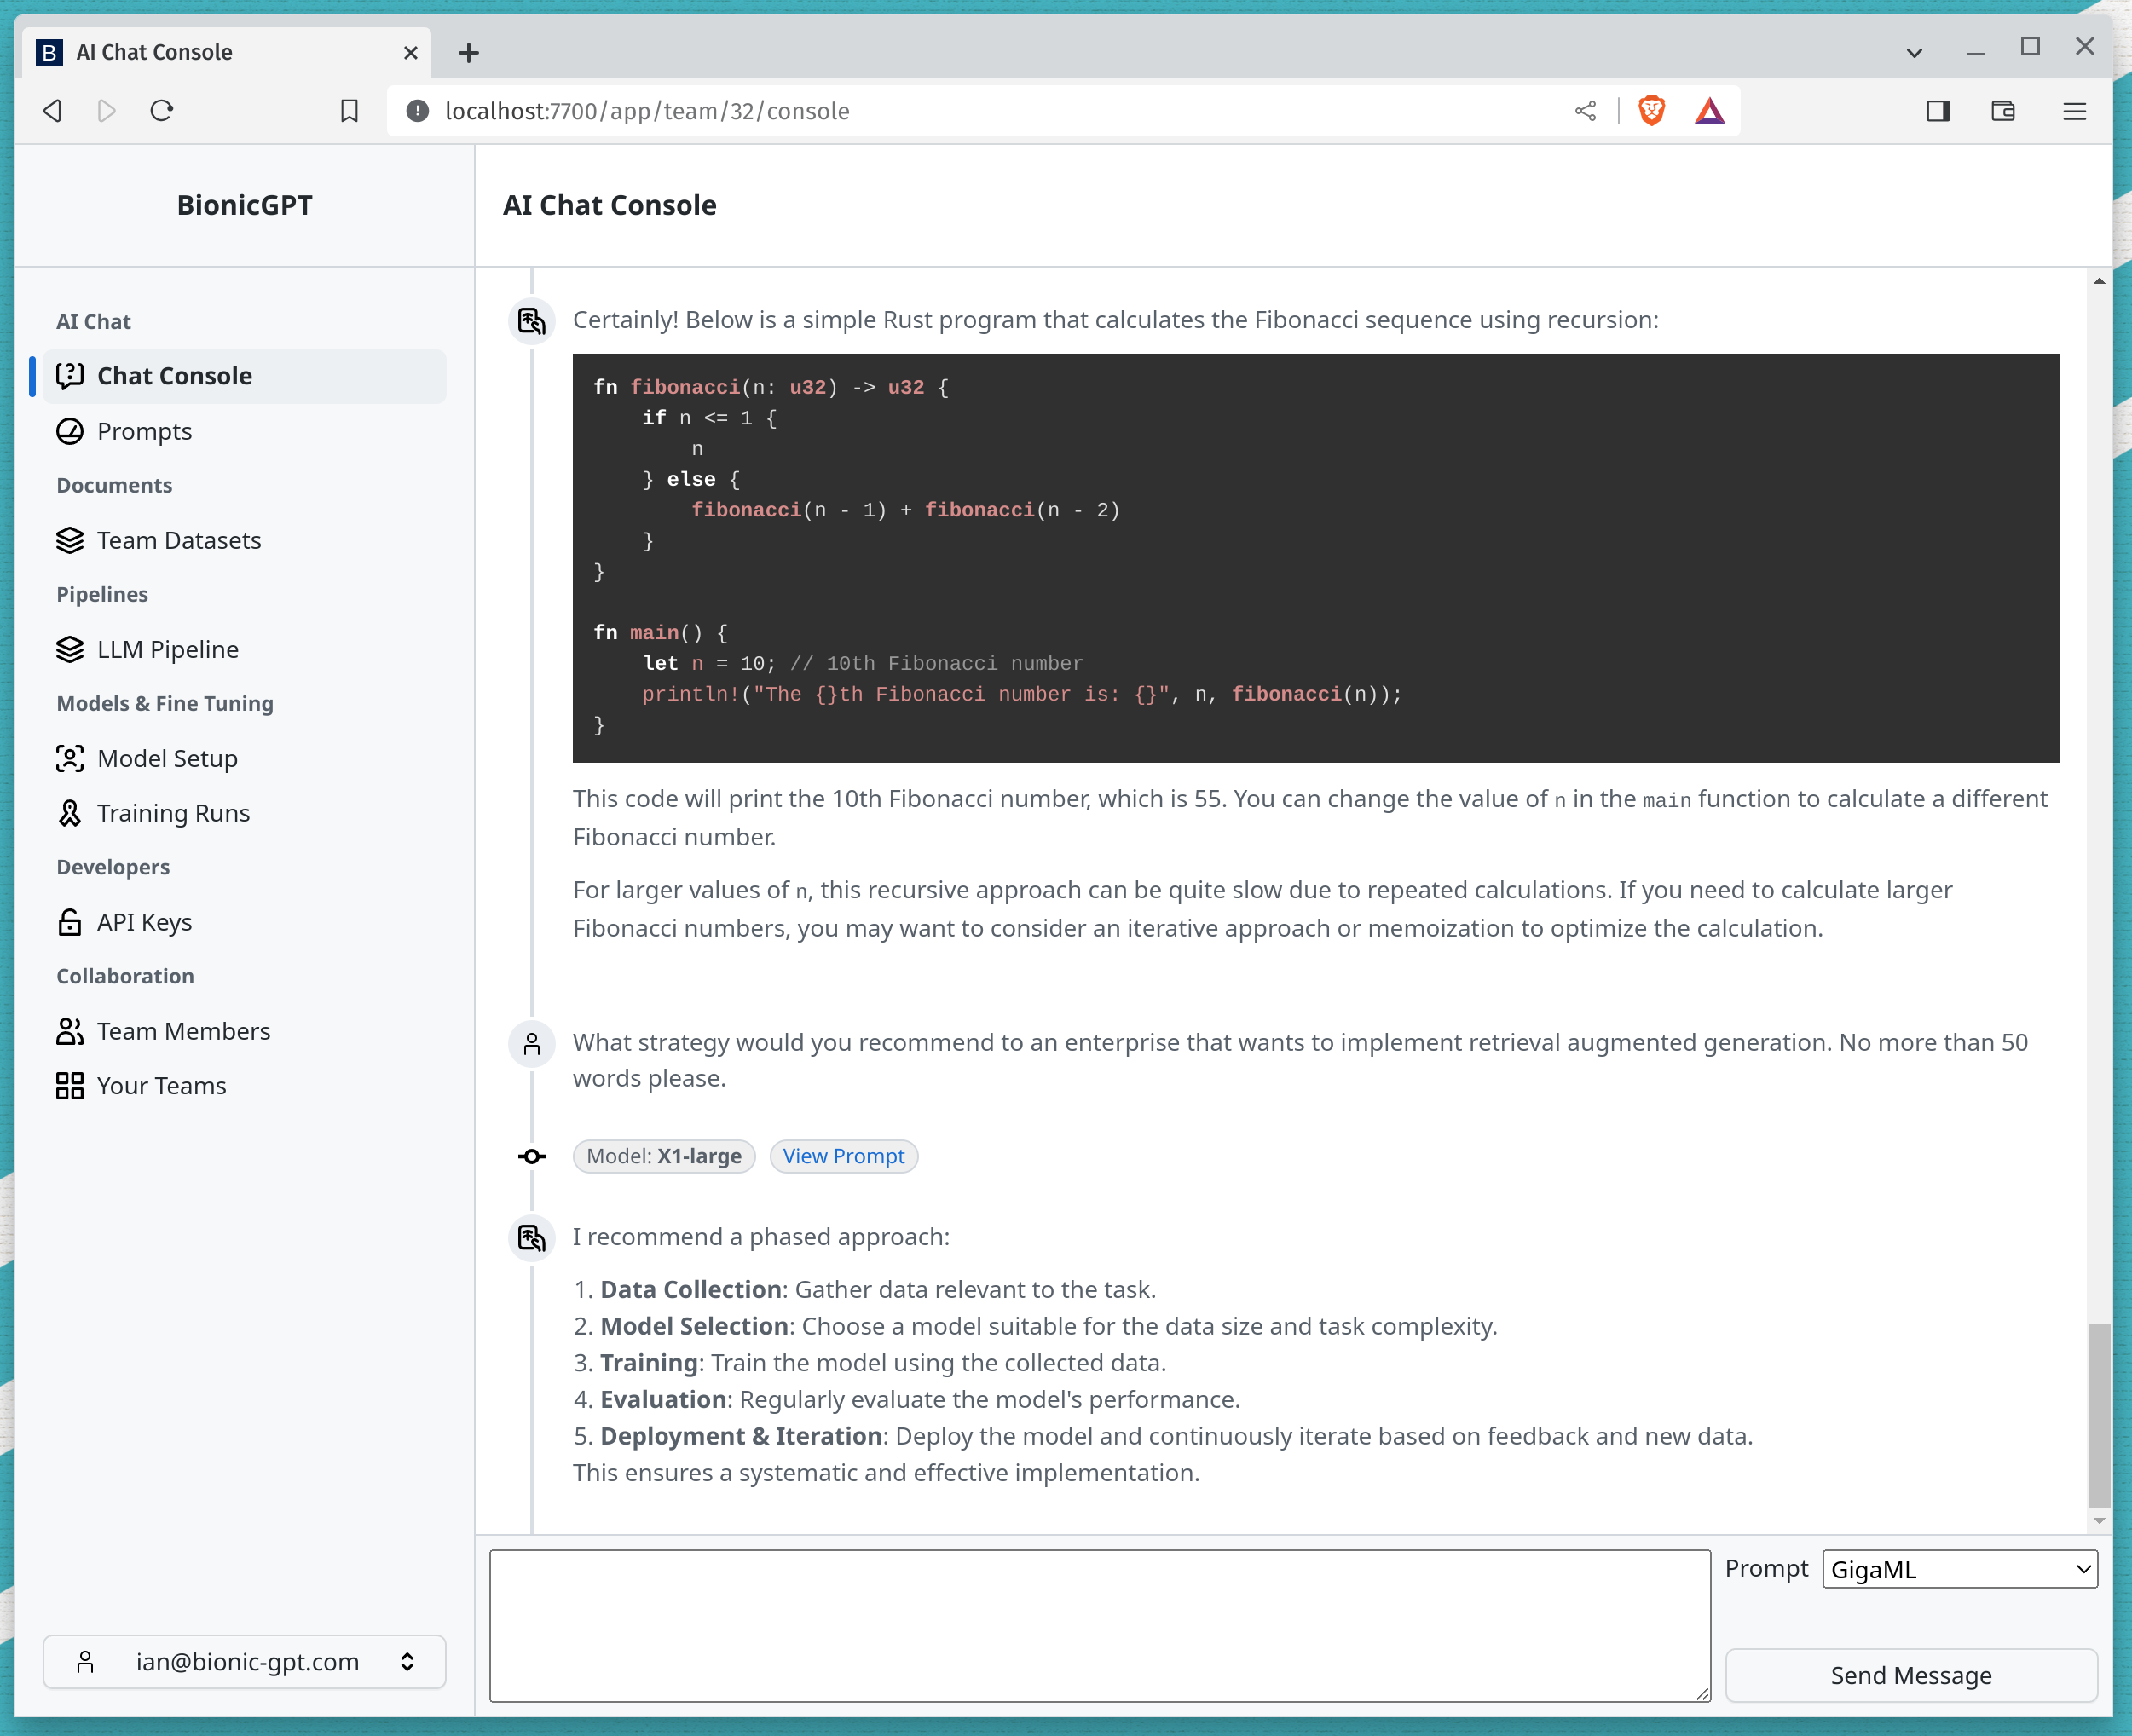 B AI Chat Console
localhost:7700/app/team/32/console
BionicGPT
AI Chat Console
AI Chat
Chat Console
Prompts
Documents
Team Datasets
Pipelines
LLM Pipeline
Models & Fine Tuning
Model Setup
Training Runs
Developers
API Keys
Collaboration
Team Members
Your Teams
ian@bionic-gpt.com
Certainly! Below is a simple Rust program that calculates the Fibonacci sequence using recursion:
fn fibonacci(n: u32) -> u32 {
    if n <= 1 {
        n
    } else {
        fibonacci(n - 1) + fibonacci(n - 2)
    }
}
fn main() {
    let n = 10; // 10th Fibonacci number
    println!("The {}th Fibonacci number is: {}", n, fibonacci(n));
}
This code will print the 10th Fibonacci number, which is 55. You can change the value of n in the main function to calculate a different
Fibonacci number.
For larger values of n, this recursive approach can be quite slow due to repeated calculations. If you need to calculate larger
Fibonacci numbers, you may want to consider an iterative approach or memoization to optimize the calculation.
What strategy would you recommend to an enterprise that wants to implement retrieval augmented generation. No more than 50
words please.
Model: X1-large View Prompt
I recommend a phased approach:
1. Data Collection: Gather data relevant to the task.
2. Model Selection: Choose a model suitable for the data size and task complexity.
3. Training: Train the model using the collected data.
4. Evaluation: Regularly evaluate the model's performance.
5. Deployment & Iteration: Deploy the model and continuously iterate based on feedback and new data.
This ensures a systematic and effective implementation.
Prompt GigaML
Send Message